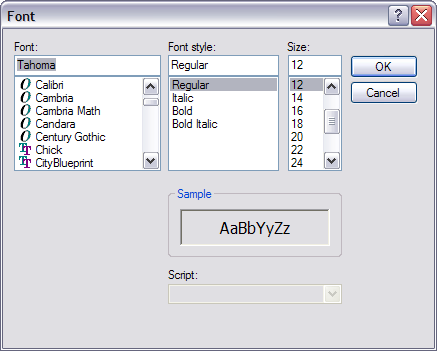 Font
Font: Font style: Size:
Tahoma Regular 12 OK
Calibri Regular 12 Cancel
Cambria Italic 14
Cambria Math Bold 16
Candara Bold Italic 18
Century Gothic 20
Chick 22
CityBlueprint 24
Sample
AaBbYyZz
Script: